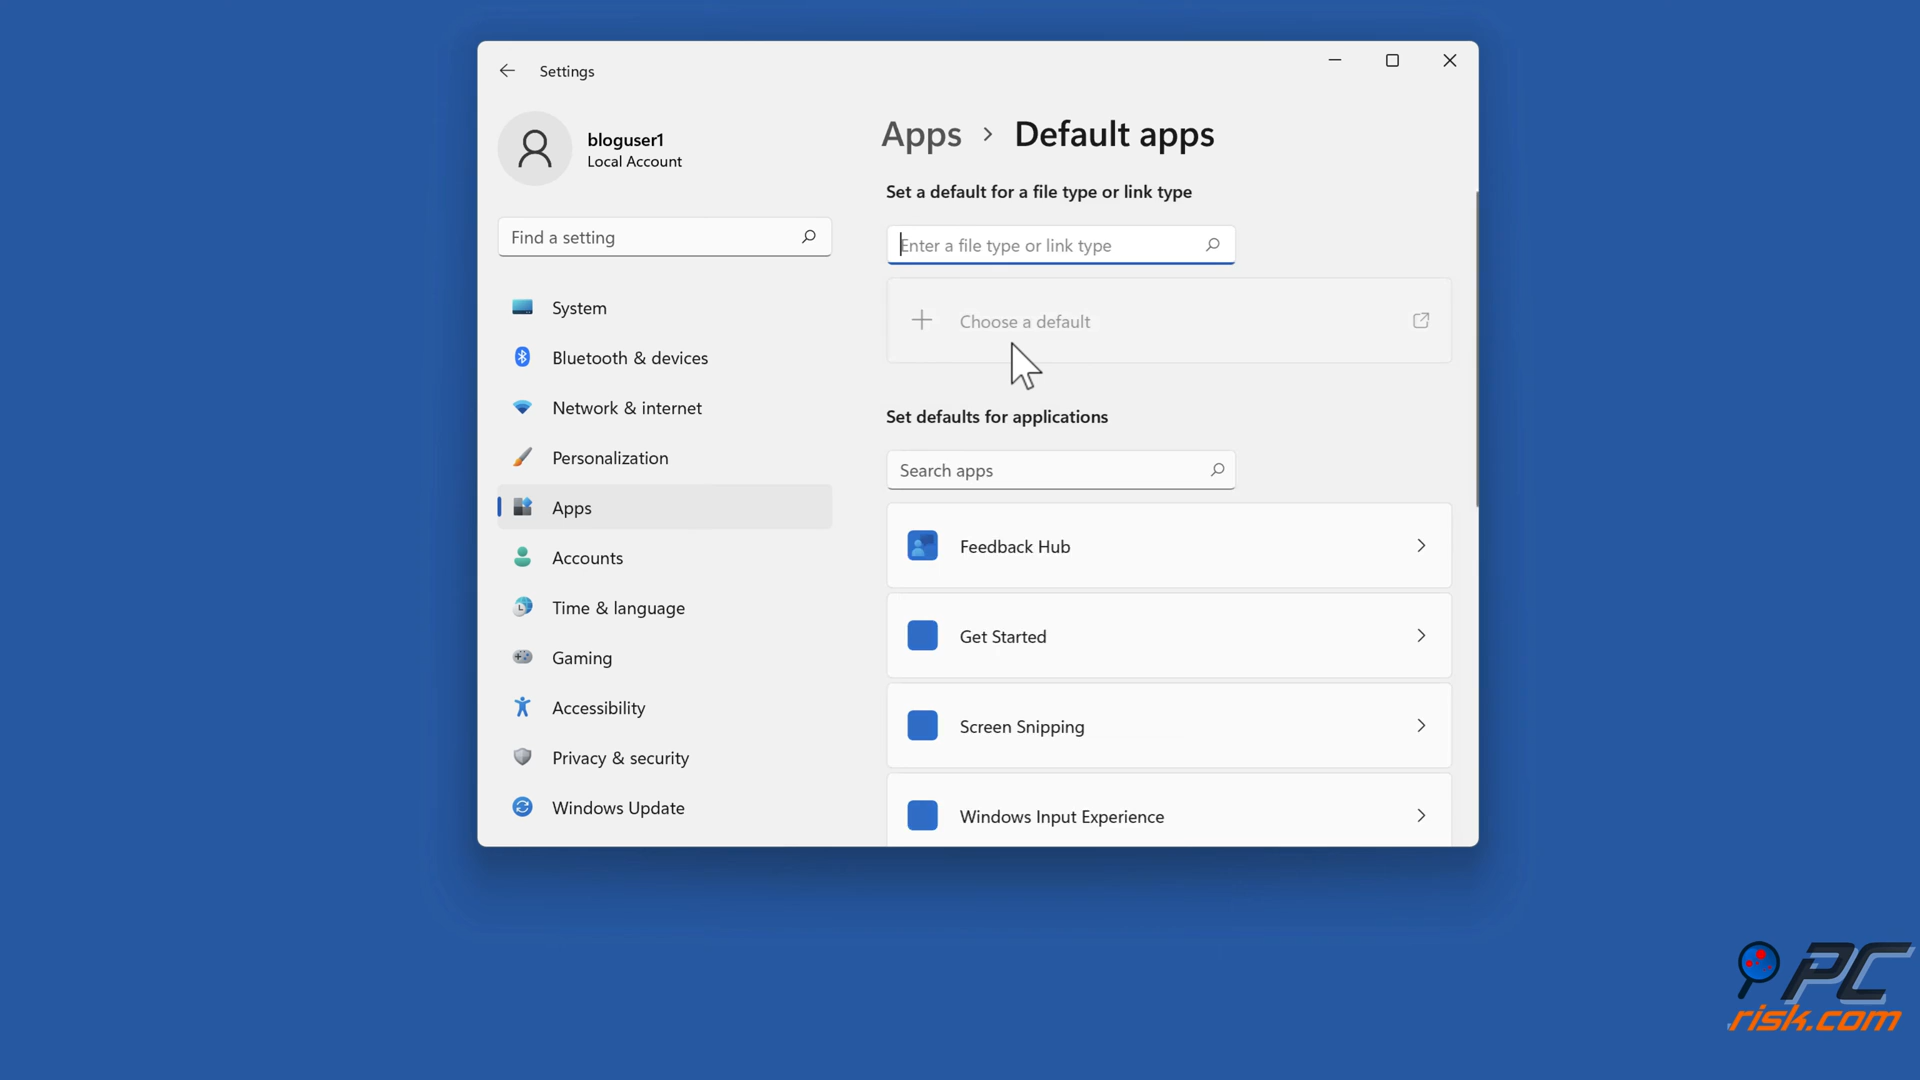 Settings
bloguser1
Local Account
Find a setting
System
Bluetooth & devices
Network & internet
Personalization
Apps
Accounts
Time & language
Gaming
Accessibility
Privacy & security
Windows Update
Apps > Default apps
Set a default for a file type or link type
Enter a file type or link type
Choose a default
Set defaults for applications
Search apps
Feedback Hub
Get Started
Screen Snipping
Windows Input Experience
PC
risk.com